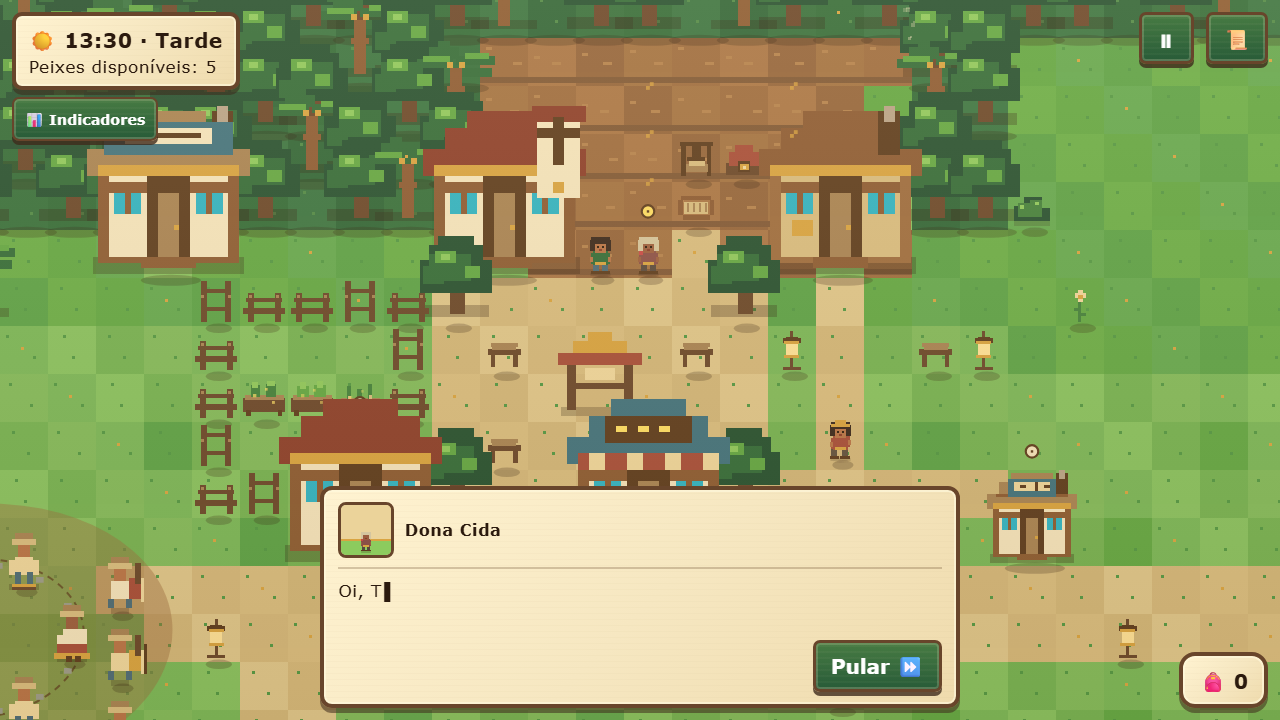 13:30 · Tarde
Peixes disponíveis: 5
Indicadores
Dona Cida
Oi, T
Pular
0